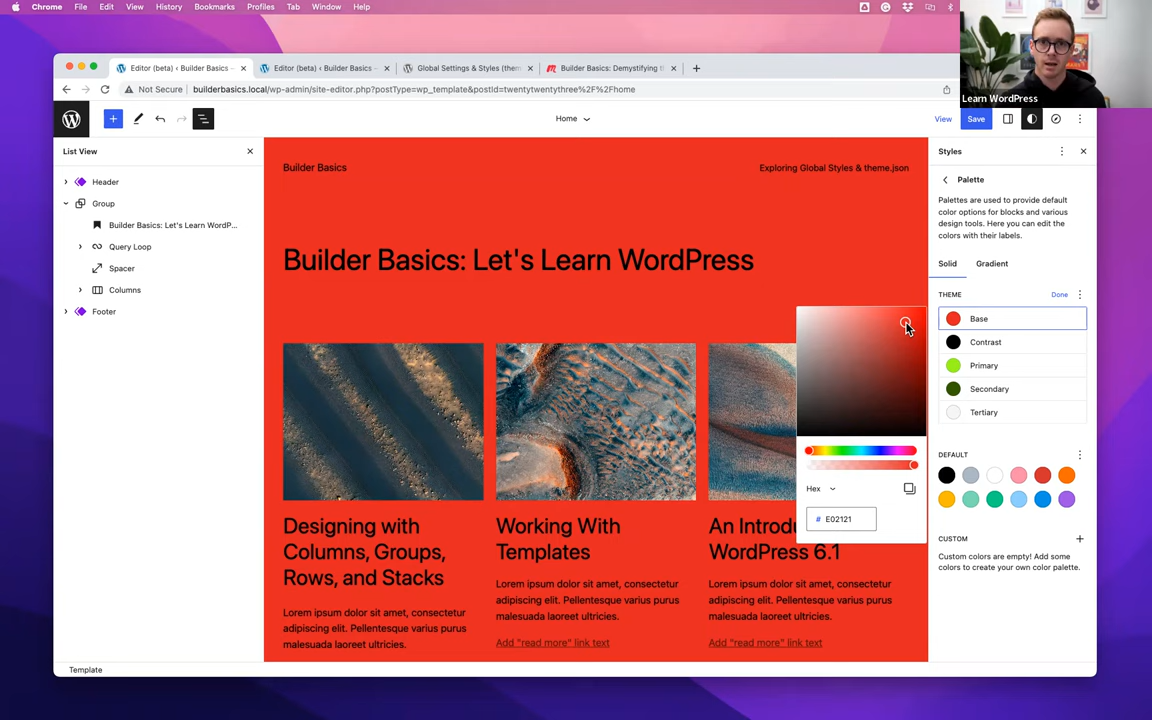 Chrome File Edit View History Bookmarks Profiles Tab Window Help
Editor (beta) ‹ Builder Basics –
Editor (beta) ‹ Builder Basics –
Global Settings & Styles (them
Builder Basics: Demystifying t
Not Secure builderbasics.local/wp-admin/site-editor.php?postType=wp_template&postId=twentytwentythree%2F%2Fhome
Learn WordPress
Home
View
Save
List View
Header
Group
Builder Basics: Let's Learn WordP...
Query Loop
Spacer
Columns
Footer
Builder Basics
Exploring Global Styles & theme.json
Builder Basics: Let's Learn WordPress
Designing with
Columns, Groups,
Rows, and Stacks
Lorem ipsum dolor sit amet, consectetur
adipiscing elit. Pellentesque varius purus
malesuada laoreet ultricies.
Working With
Templates
Lorem ipsum dolor sit amet, consectetur
adipiscing elit. Pellentesque varius purus
malesuada laoreet ultricies.
Add "read more" link text
An Introdu
WordPress 6.1
Lorem ipsum dolor sit amet, consectetur
adipiscing elit. Pellentesque varius purus
malesuada laoreet ultricies.
Add "read more" link text
Hex
# E02121
Styles
Palette
Palettes are used to provide default
color options for blocks and various
design tools. Here you can edit the
colors with their labels.
Solid
Gradient
THEME
Done
Base
Contrast
Primary
Secondary
Tertiary
DEFAULT
CUSTOM
Custom colors are empty! Add some
colors to create your own color palette.
Template